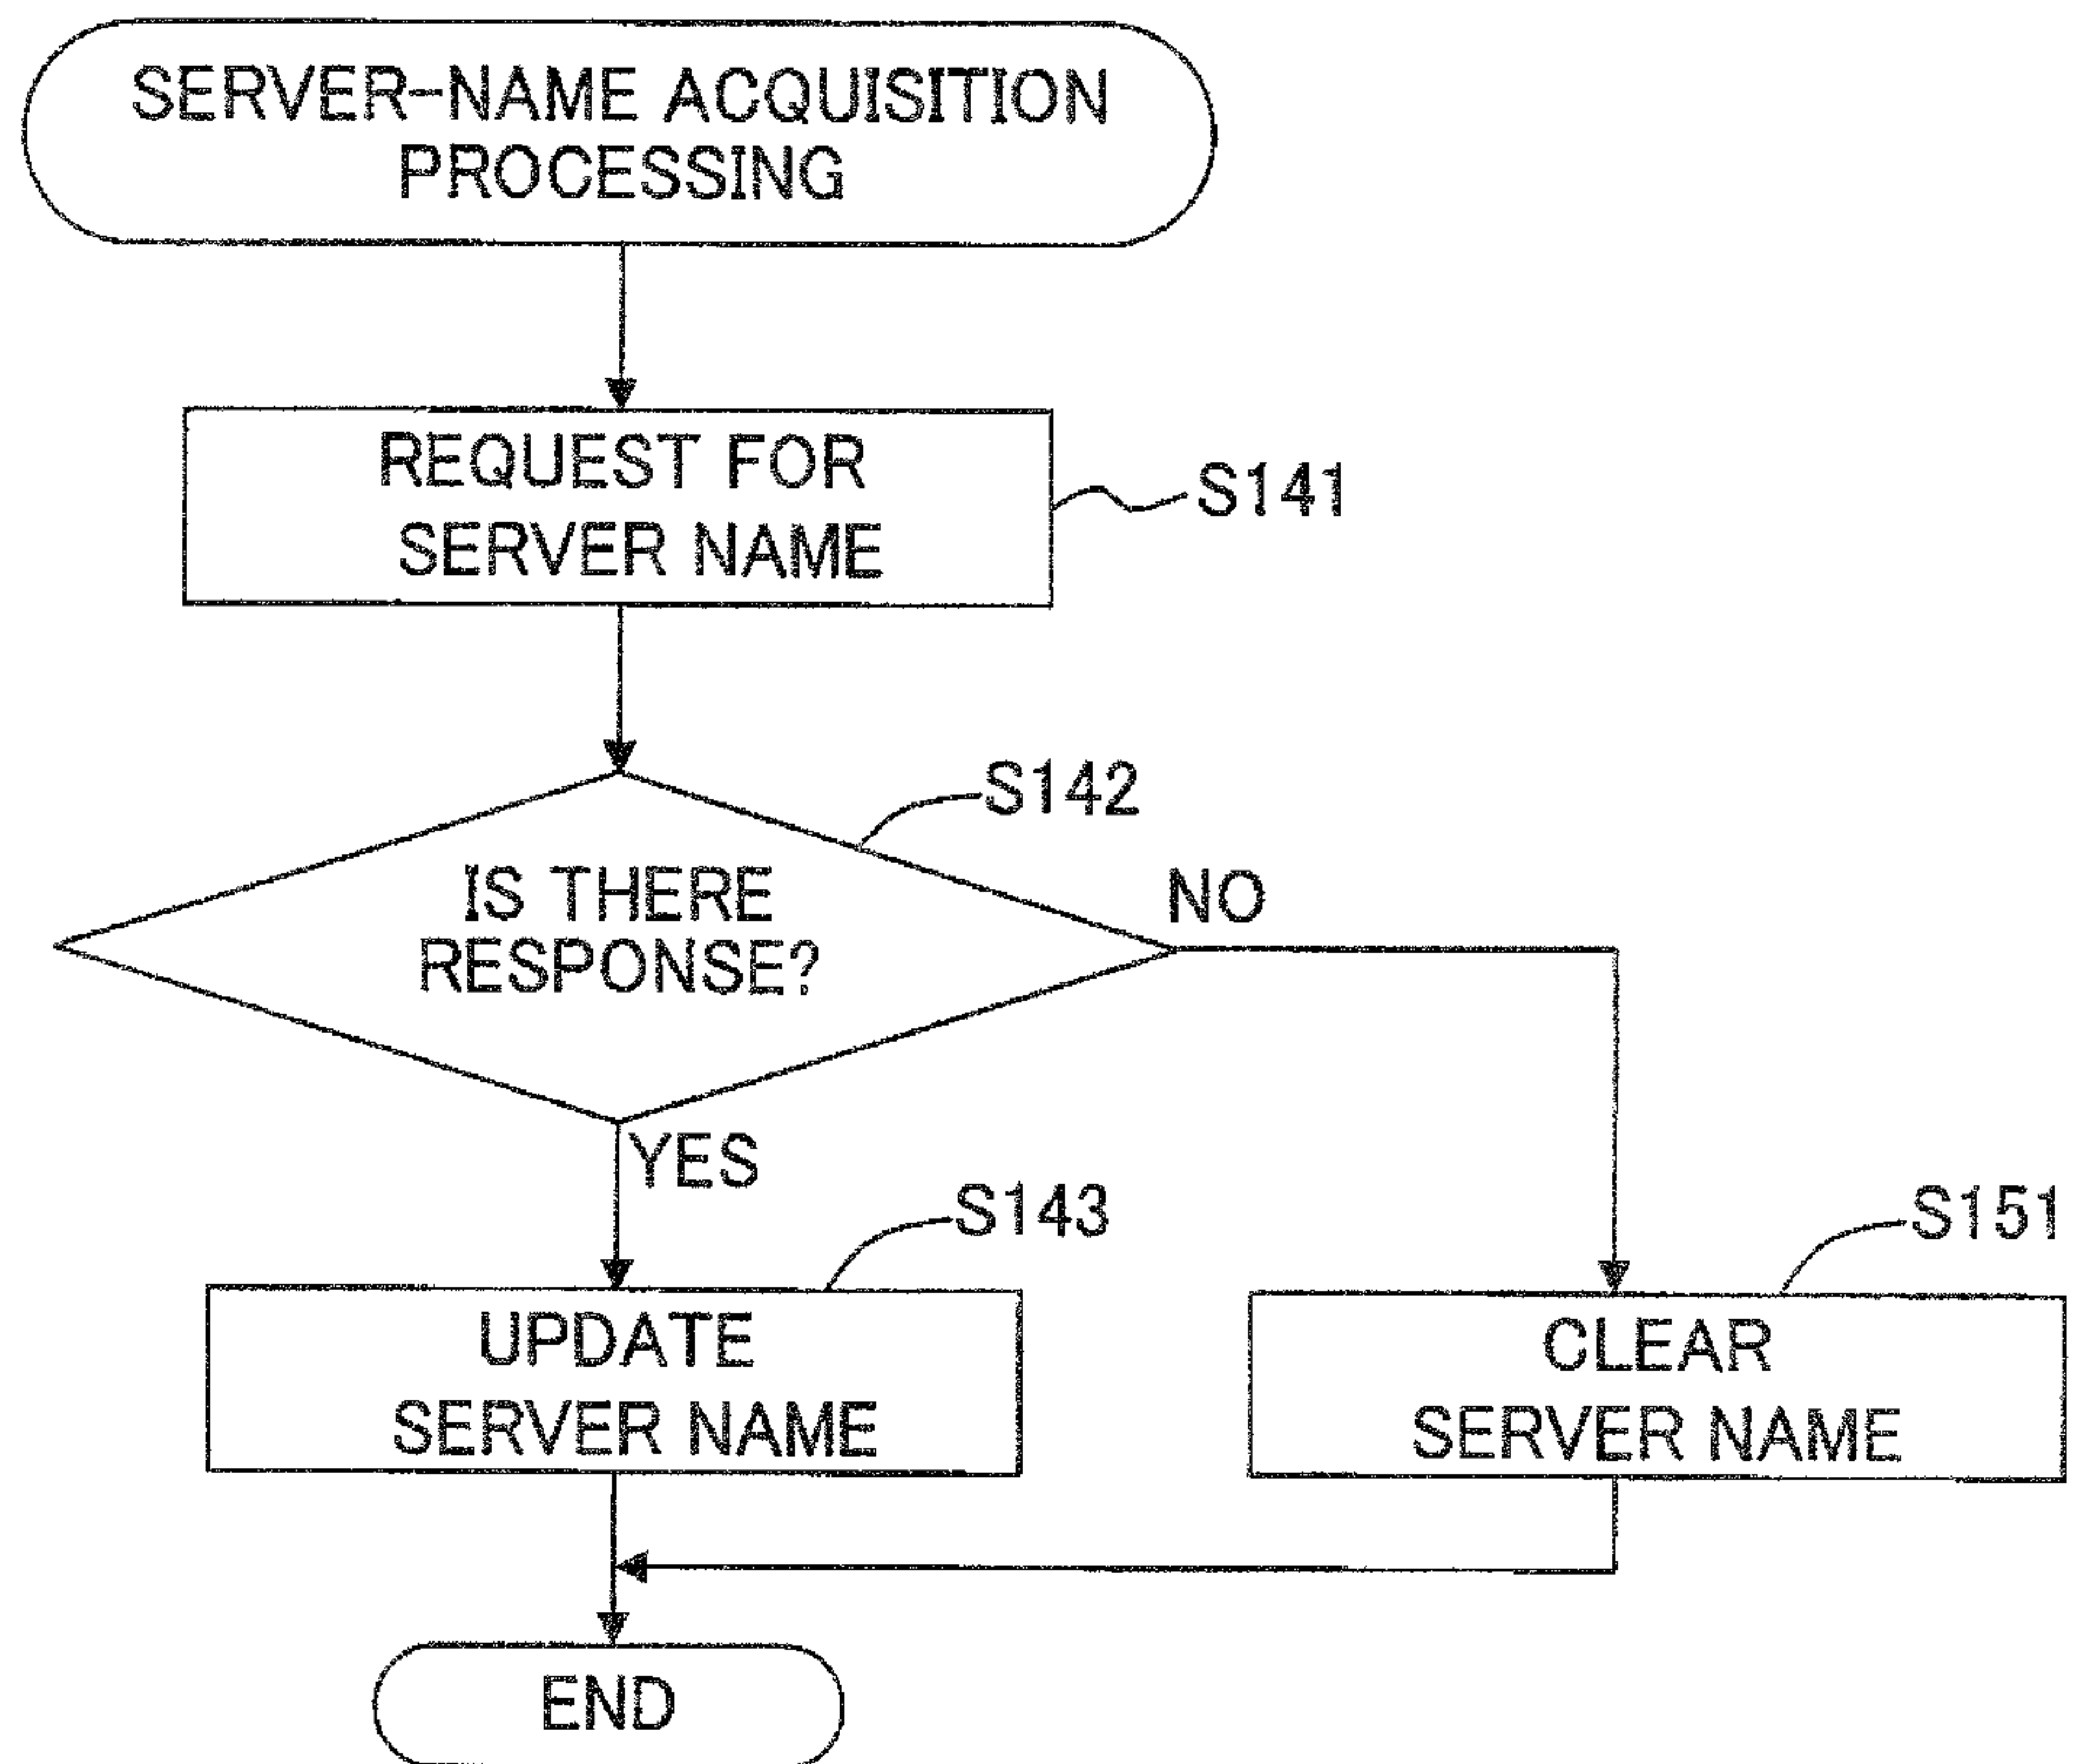 SERVER-NAME ACQUISITION
PROCESSING
REQUEST FOR
SERVER NAME
S141
S142
IS THERE
RESPONSE?
NO
YES
S143
UPDATE
SERVER NAME
S151
CLEAR
SERVER NAME
END